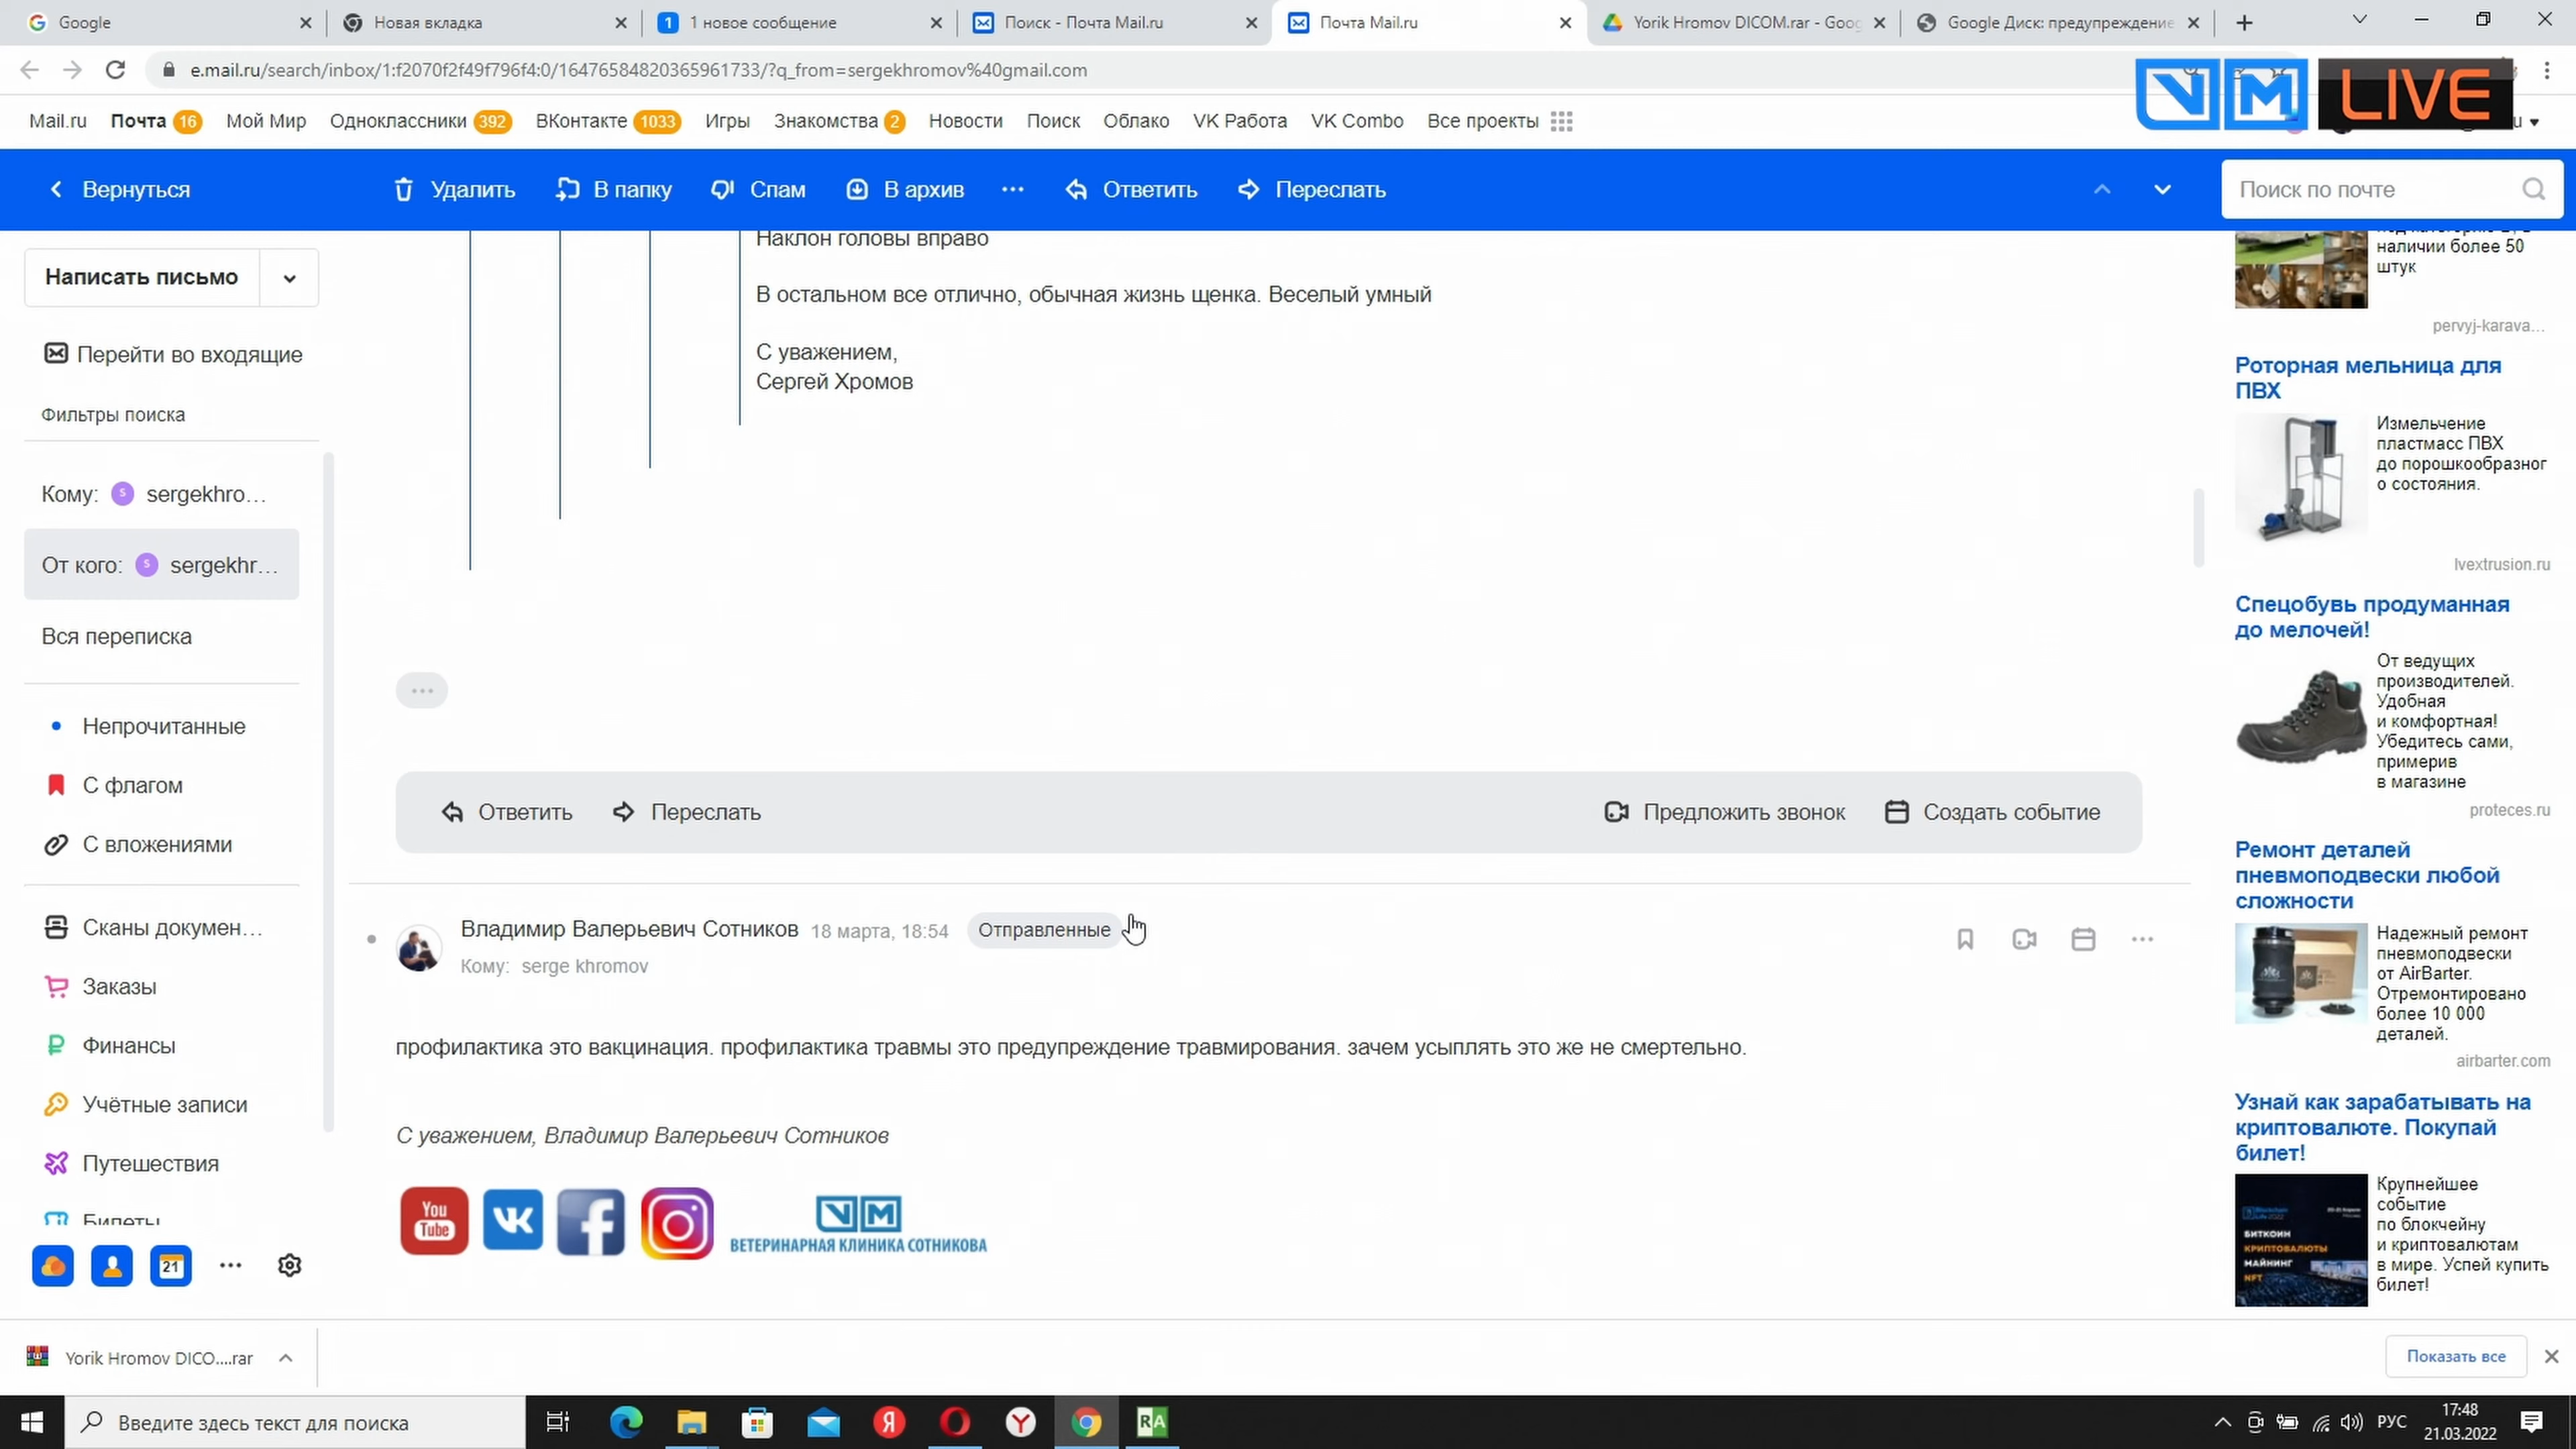 Google
Новая вкладка
1 новое сообщение
Поиск - Почта Mail.ru
Почта Mail.ru
Yorik Hromov DICOM.rar - Goog
Google Диск: предупреждение
e.mail.ru/search/inbox/1:f2070f2f49f796f4:0/16476584820365961733/?q_from=sergekhromov%40gmail.com
VM LIVE
Mail.ru Почта 16 Мой Мир Одноклассники 392 ВКонтакте 1033 Игры Знакомства 2 Новости Поиск Облако VK Работа VK Combo Все проекты
Вернуться Удалить В папку Спам В архив ... Ответить Переслать
Поиск по почте
Написать письмо
Перейти во входящие
Фильтры поиска
Кому: S sergekhro...
От кого: S sergekhr...
Вся переписка
Непрочитанные
С флагом
С вложениями
Сканы докумен...
Заказы
Финансы
Учётные записи
Путешествия
Билеты
21
Наклон головы вправо
В остальном все отлично, обычная жизнь щенка. Веселый умный
С уважением,
Сергей Хромов
...
Ответить Переслать Предложить звонок Создать событие
Владимир Валерьевич Сотников 18 марта, 18:54 Отправленные
Кому: serge khromov
профилактика это вакцинация. профилактика травмы это предупреждение травмирования. зачем усыплять это же не смертельно.
С уважением, Владимир Валерьевич Сотников
You Tube
VM
ВЕТЕРИНАРНАЯ КЛИНИКА СОТНИКОВА
наличии более 50
штук
pervyj-karava...
Роторная мельница для
ПВХ
Измельчение
пластмасс ПВХ
до порошкообразног
о состояния.
lvextrusion.ru
Спецобувь продуманная
до мелочей!
От ведущих
производителей.
Удобная
и комфортная!
Убедитесь сами,
примерив
в магазине
proteces.ru
Ремонт деталей
пневмоподвески любой
сложности
Надежный ремонт
пневмоподвески
от AirBarter.
Отремонтировано
более 10 000
деталей.
airbarter.com
Узнай как зарабатывать на
криптовалюте. Покупай
билет!
БИТКОИН
КРИПТОВАЛЮТЫ
МАЙНИНГ
NFT
Крупнейшее
событие
по блокчейну
и криптовалютам
в мире. Успей купить
билет!
Yorik Hromov DICO....rar
Показать все
Введите здесь текст для поиска
РУС
17:48
21.03.2022